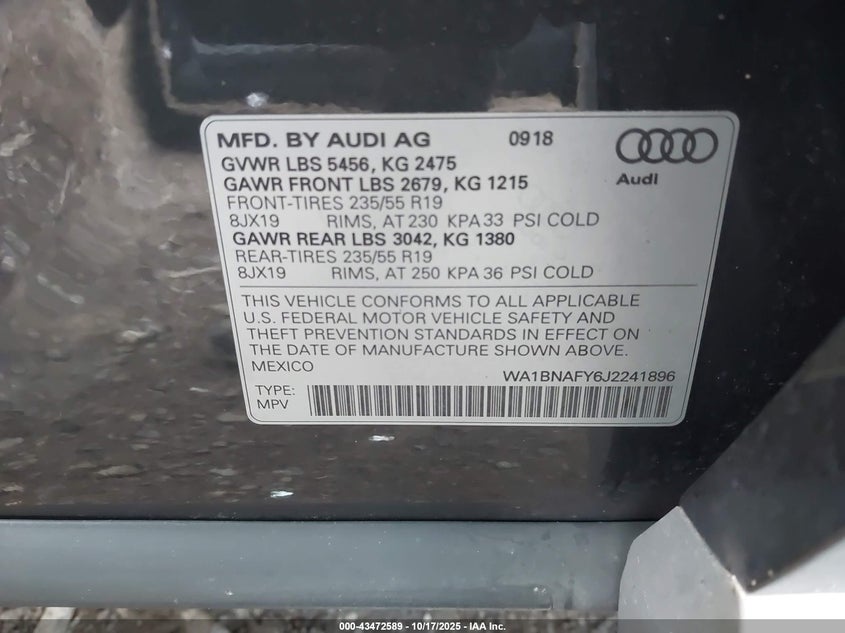 MFD. BY AUDI AG 0918
GVWR LBS 5456, KG 2475
GAWR FRONT LBS 2679, KG 1215
Audi
FRONT-TIRES 235/55 R19
8JX19 RIMS, AT 230 KPA 33 PSI COLD
GAWR REAR LBS 3042, KG 1380
REAR-TIRES 235/55 R19
8JX19 RIMS, AT 250 KPA 36 PSI COLD
THIS VEHICLE CONFORMS TO ALL APPLICABLE
U.S. FEDERAL MOTOR VEHICLE SAFETY AND
THEFT PREVENTION STANDARDS IN EFFECT ON
THE DATE OF MANUFACTURE SHOWN ABOVE.
MEXICO
WA1BNAFY6J2241896
TYPE:
MPV
000-43472589 - 10/17/2025 - IAA Inc.